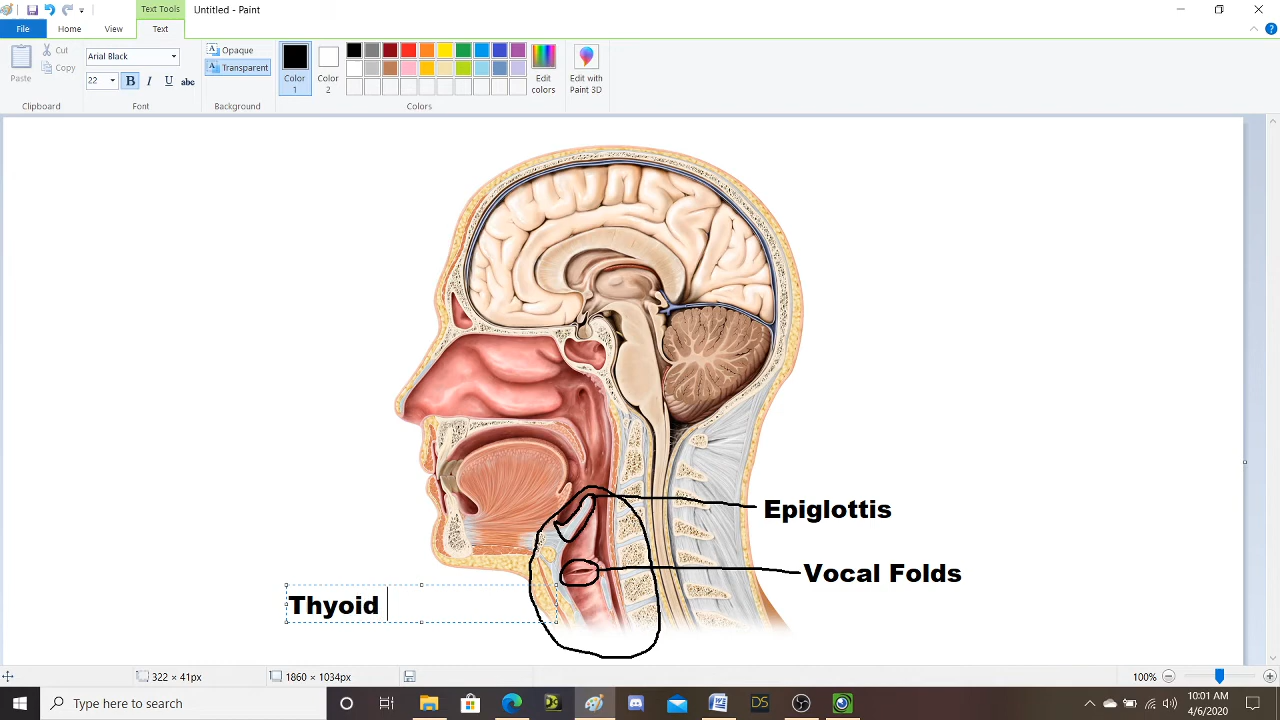 Text Tools
Untitled - Paint
File
Home
View
Text
Paste
Cut
Copy
Clipboard
Arial Black
22
B
I
U
abc
Font
Opaque
Transparent
Background
Color
1
Color
2
Edit
colors
Colors
Edit with
Paint 3D
Epiglottis
Vocal Folds
Thyoid
322 × 41px
1860 × 1034px
100%
Type here to search
DS
10:01 AM
4/6/2020